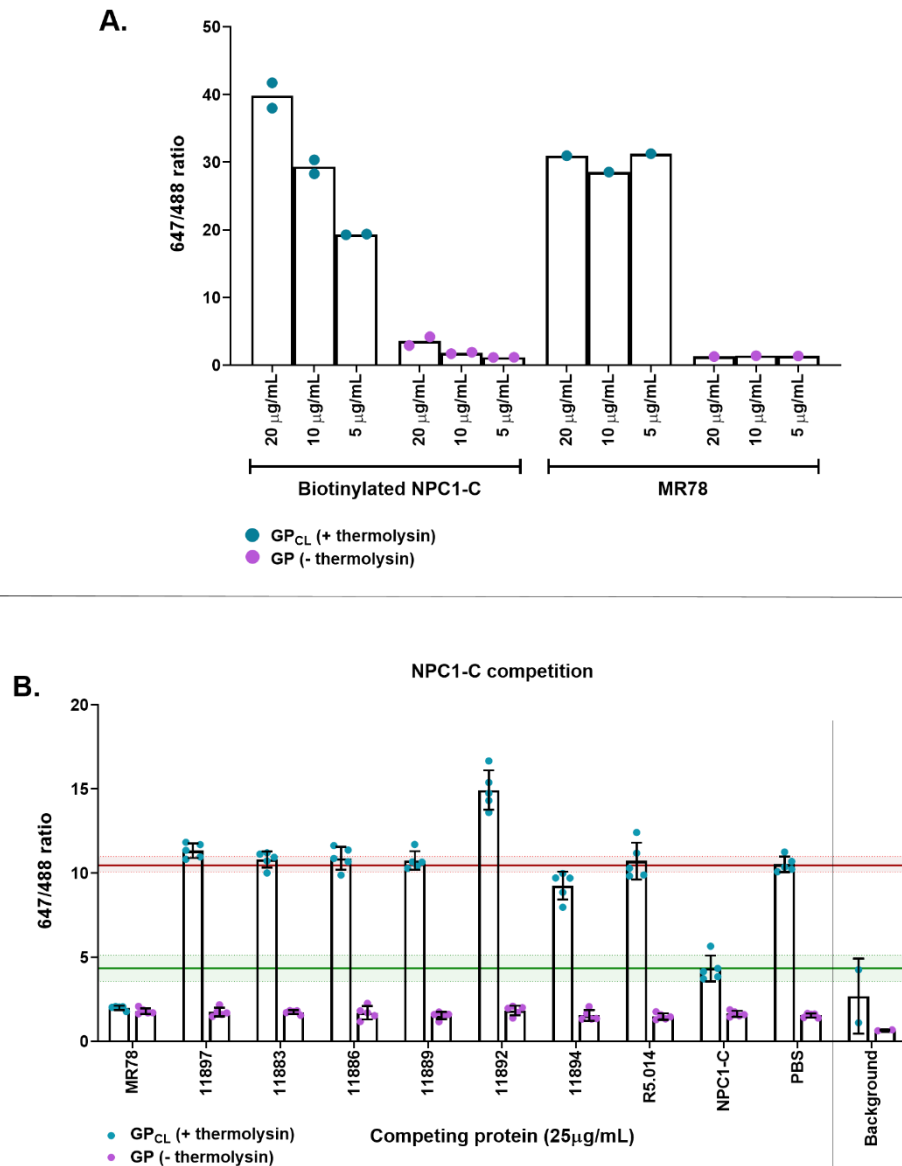 A.
50
40
30
20
10
0
647/488 ratio
20 μg/mL
10 μg/mL
5 μg/mL
20 μg/mL
10 μg/mL
5 μg/mL
20 μg/mL
10 μg/mL
5 μg/mL
20 μg/mL
10 μg/mL
5 μg/mL
Biotinylated NPC1-C
MR78
GPCL (+ thermolysin)
GP (- thermolysin)
NPC1-C competition
B.
20
15
10
5
0
647/488 ratio
MR78
11897
11883
11886
11889
11892
11894
R5.014
NPC1-C
PBS
Background
GPCL (+ thermolysin)
GP (- thermolysin)
Competing protein (25μg/mL)